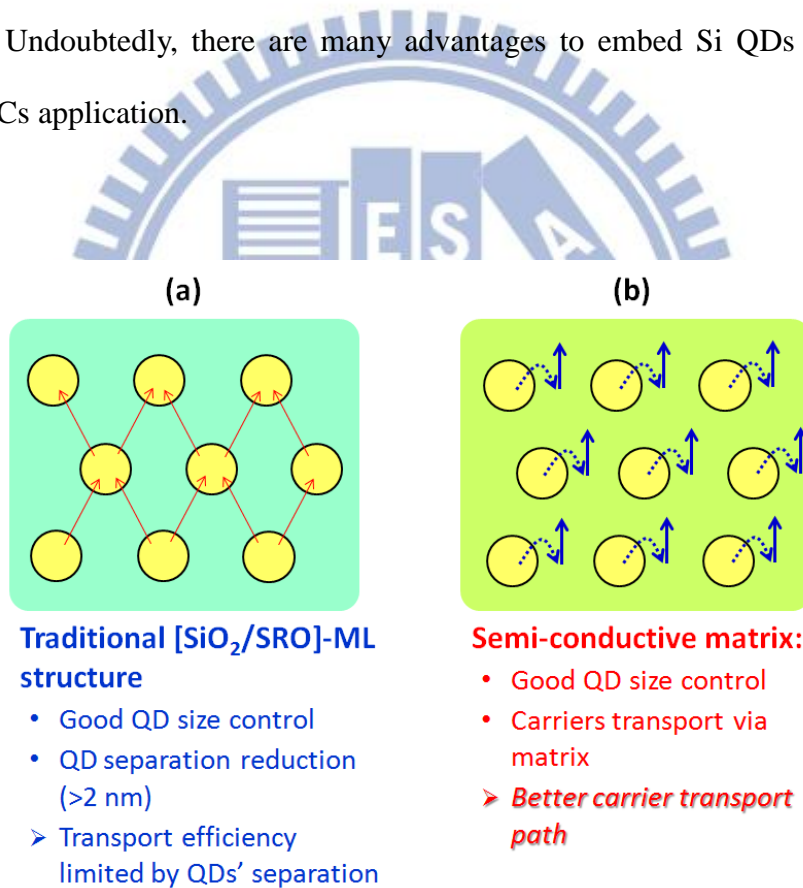 Undoubtedly, there are many advantages to embed Si QDs
Cs application.
E S A
(a)
(b)
Traditional [SiO₂/SRO]-ML
structure
• Good QD size control
• QD separation reduction
(>2 nm)
➤ Transport efficiency
limited by QDs' separation
Semi-conductive matrix:
• Good QD size control
• Carriers transport via
matrix
➤ Better carrier transport
path